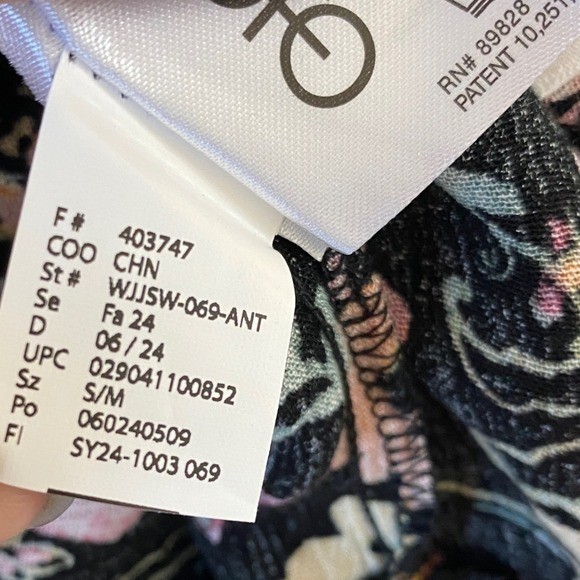 RN# 89828
PATENT 10,251,
F # 403747
COO CHN
St # WJJSW-069-ANT
Se Fa 24
D 06 / 24
UPC 029041100852
Sz S/M
Po 060240509
Fl SY24-1003 069